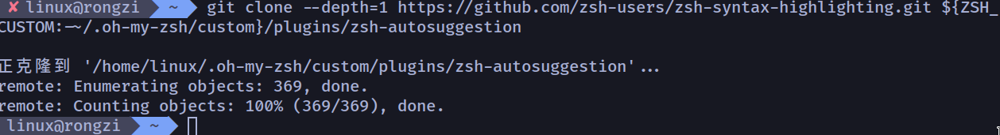 ✘ linux@rongzi ~ git clone --depth=1 https://github.com/zsh-users/zsh-syntax-highlighting.git ${ZSH_
CUSTOM:-~/.oh-my-zsh/custom}/plugins/zsh-autosuggestion
正克隆到 '/home/linux/.oh-my-zsh/custom/plugins/zsh-autosuggestion'...
remote: Enumerating objects: 369, done.
remote: Counting objects: 100% (369/369), done.
linux@rongzi ~